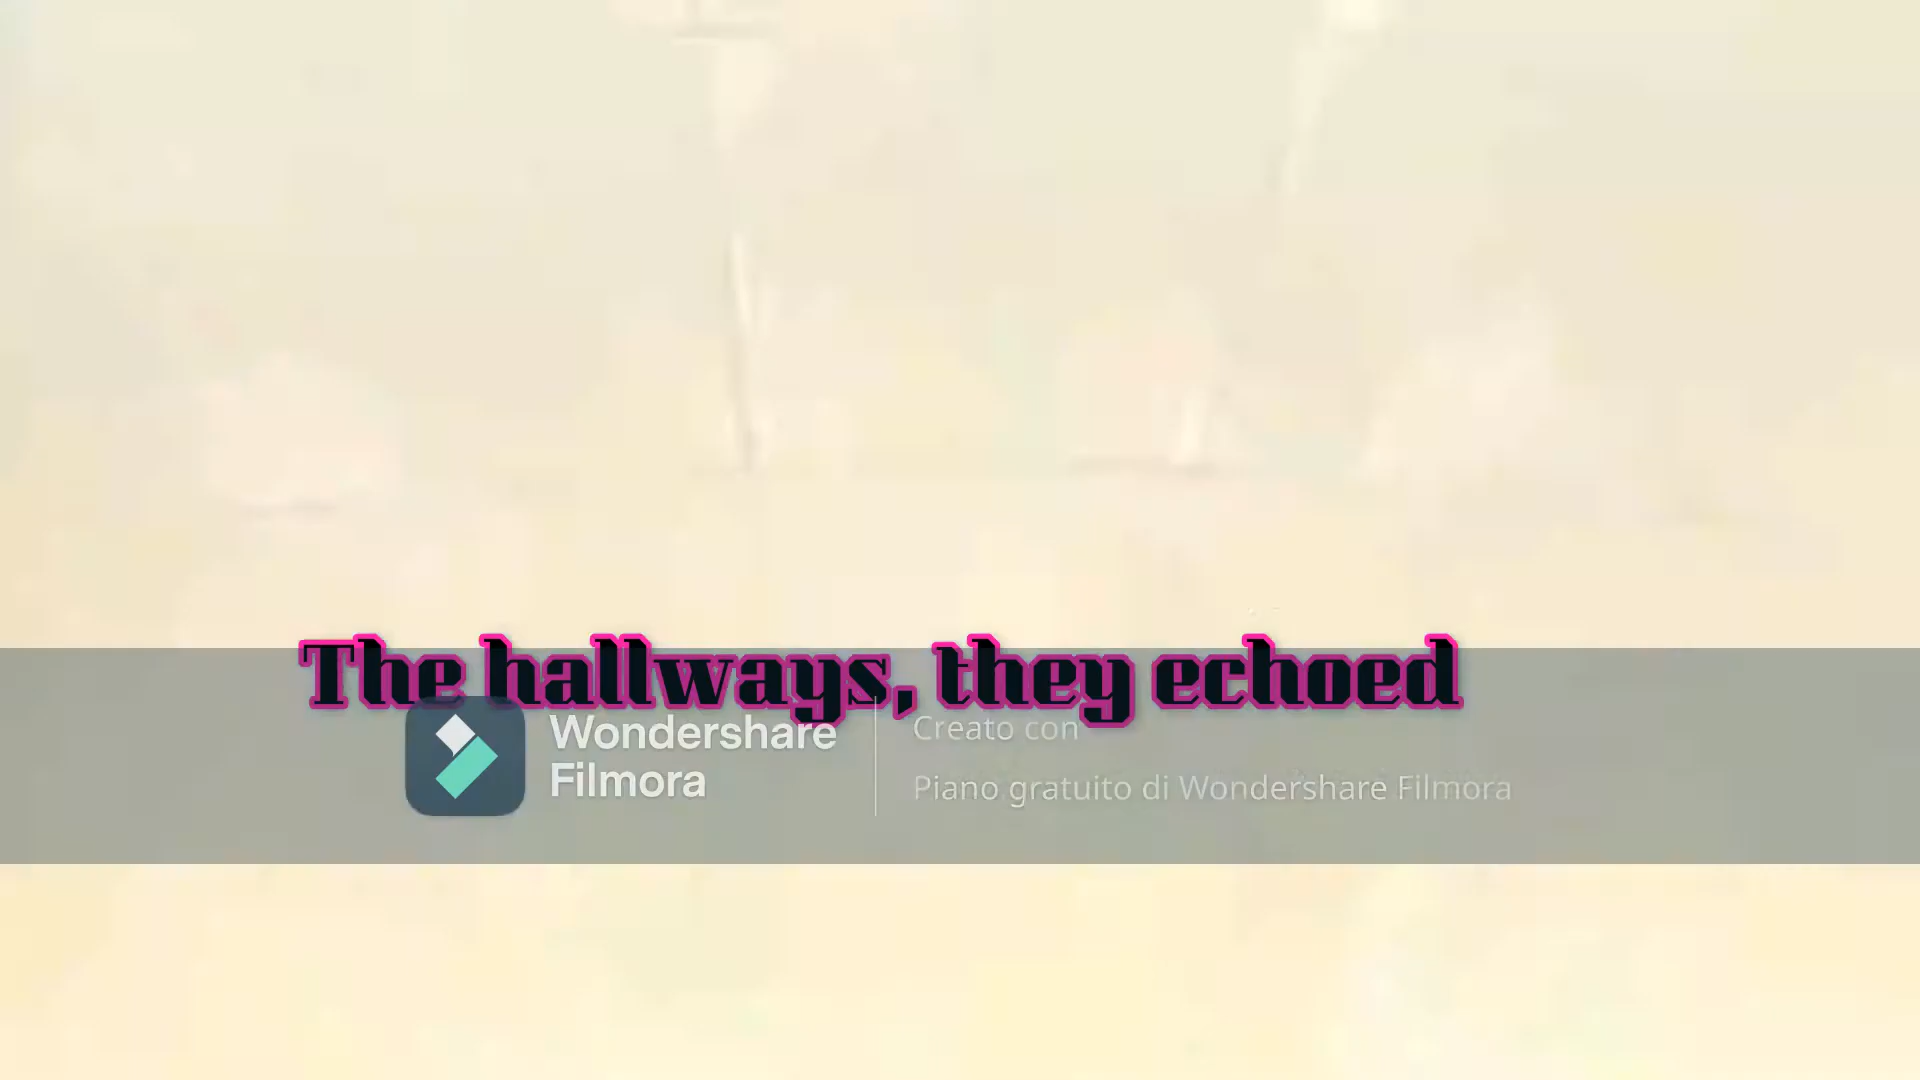 The hallways, they echoed
Wondershare
Filmora
Creato con
Piano gratuito di Wondershare Filmora